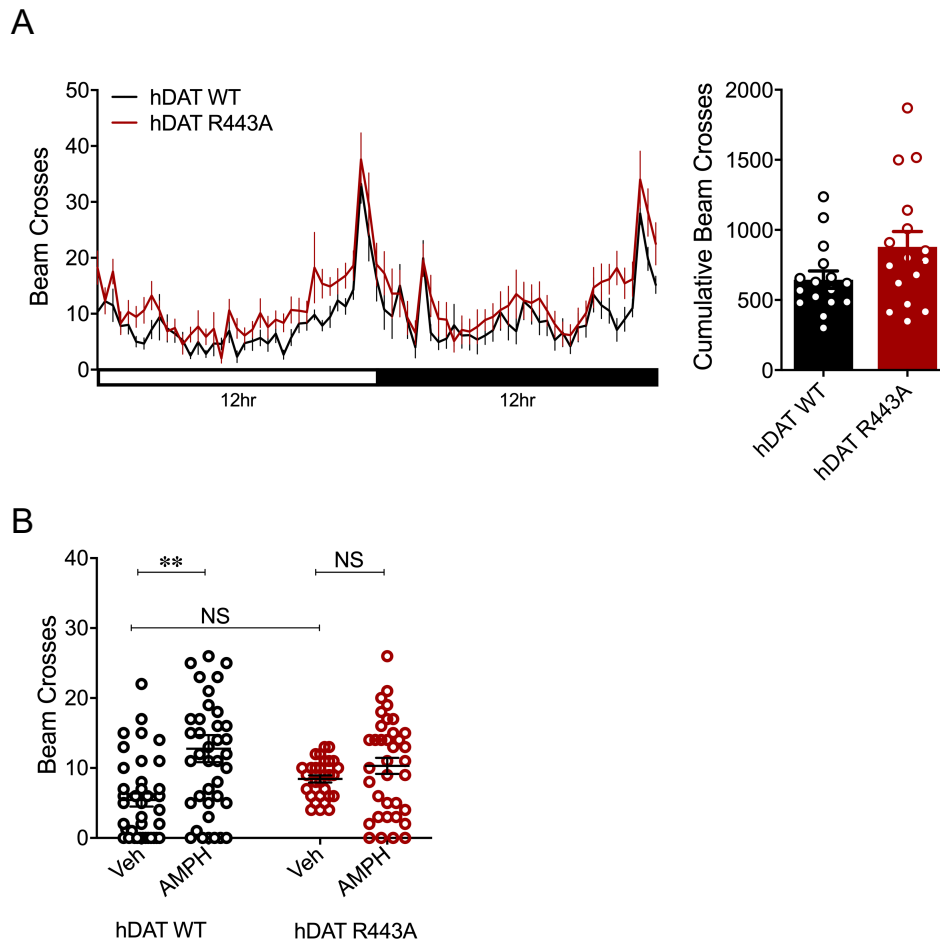 A
50
40
30
20
10
0
Beam Crosses
hDAT WT
hDAT R443A
12hr
12hr
2000
1500
1000
500
0
Cumulative Beam Crosses
hDAT WT
hDAT R443A
B
40
30
20
10
0
Beam Crosses
**
NS
NS
Veh
AMPH
Veh
AMPH
hDAT WT
hDAT R443A